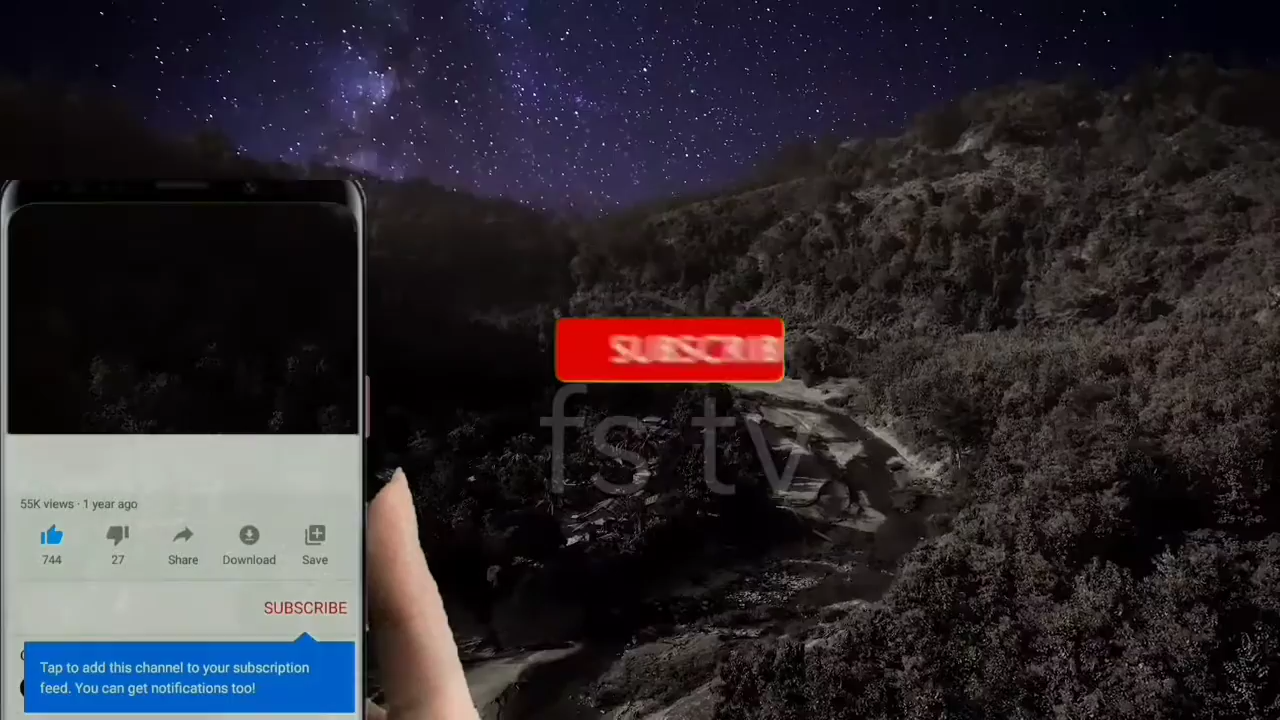 SUBSCRIB
fs tv
55K views · 1 year ago
744
27
Share
Download
Save
SUBSCRIBE
Tap to add this channel to your subscription
feed. You can get notifications too!